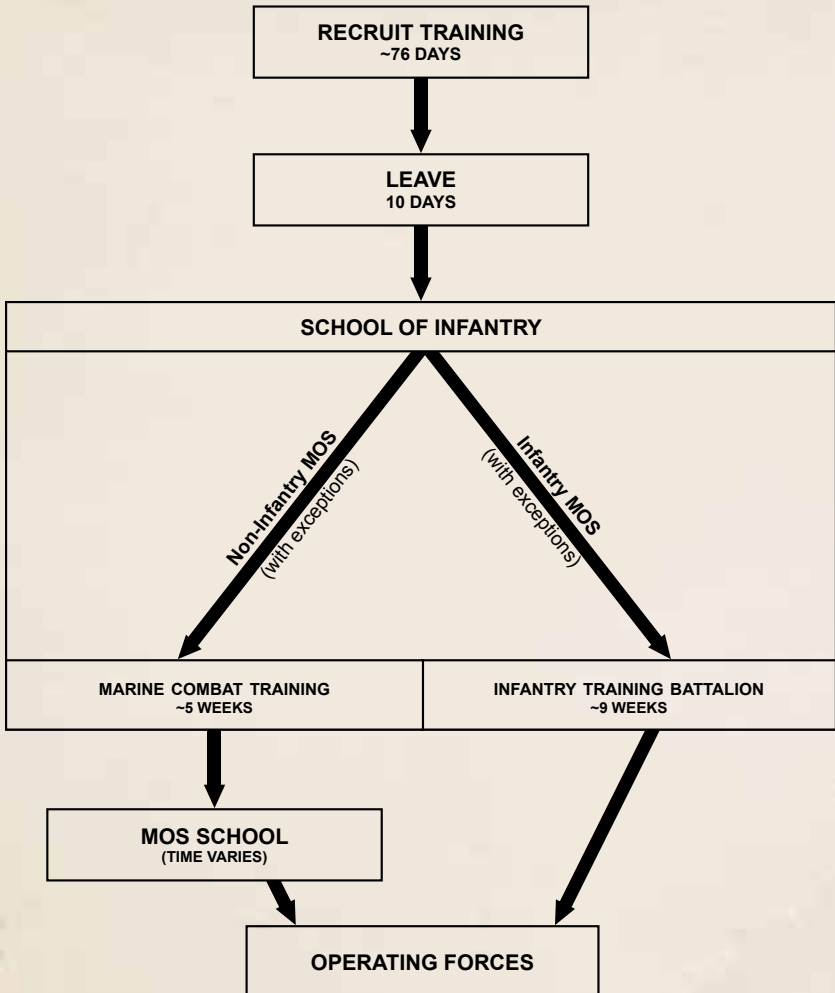 RECRUIT TRAINING
~76 DAYS
LEAVE
10 DAYS
SCHOOL OF INFANTRY
Non-Infantry MOS
(with exceptions)
Infantry MOS
(with exceptions)
MARINE COMBAT TRAINING
~5 WEEKS
INFANTRY TRAINING BATTALION
~9 WEEKS
MOS SCHOOL
(TIME VARIES)
OPERATING FORCES